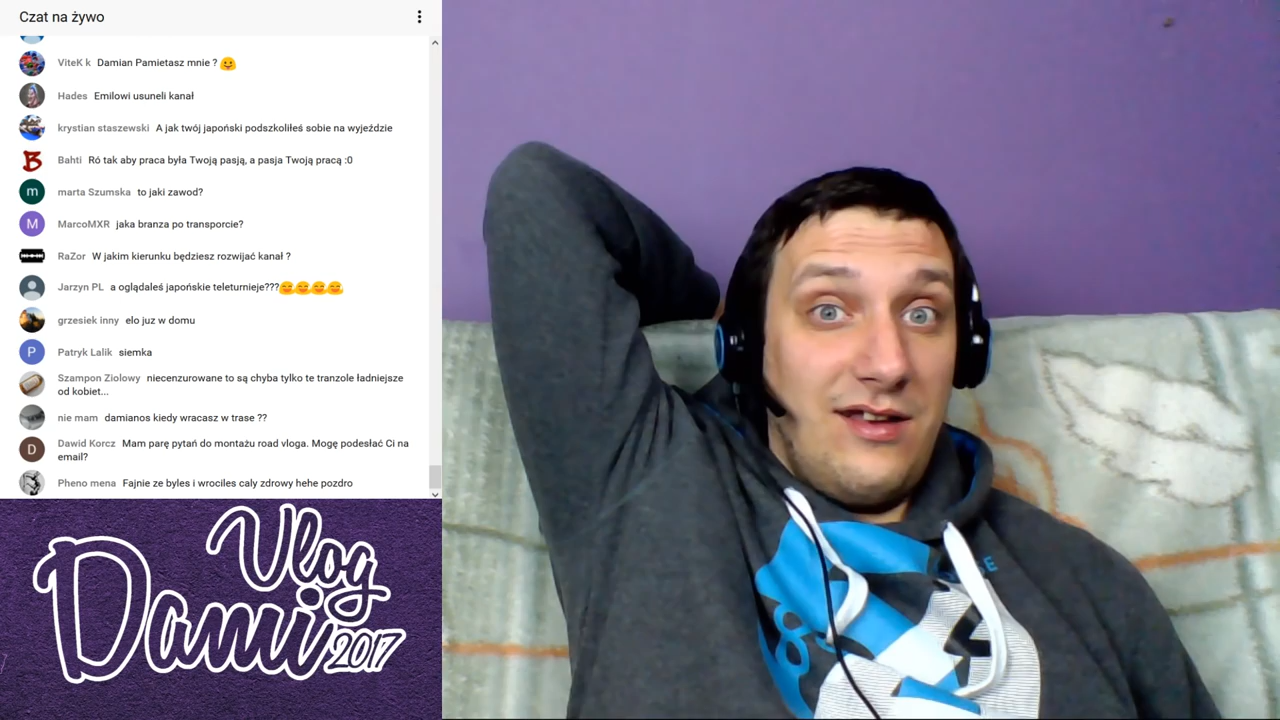 Czat na żywo
ViteK k Damian Pamietasz mnie ?
Hades Emilowi usuneli kanał
krystian staszewski A jak twój japoński podszkoliłeś sobie na wyjeździe
Bahti Ró tak aby praca była Twoją pasją, a pasja Twoją pracą :0
m marta Szumska to jaki zawod?
M MarcoMXR jaka branza po transporcie?
RaZor W jakim kierunku będziesz rozwijać kanał ?
Jarzyn PL a oglądaleś japońskie teleturnieje???
grzesiek inny elo juz w domu
P Patryk Lalik siemka
Szampon Ziolowy niecenzurowane to są chyba tylko te tranzole ładniejsze
od kobiet...
nie mam damianos kiedy wracasz w trase ??
D Dawid Korcz Mam parę pytań do montażu road vloga. Mogę podesłać Ci na
email?
Pheno mena Fajnie ze byles i wrociles caly zdrowy hehe pozdro
Vlog
Dami
2017